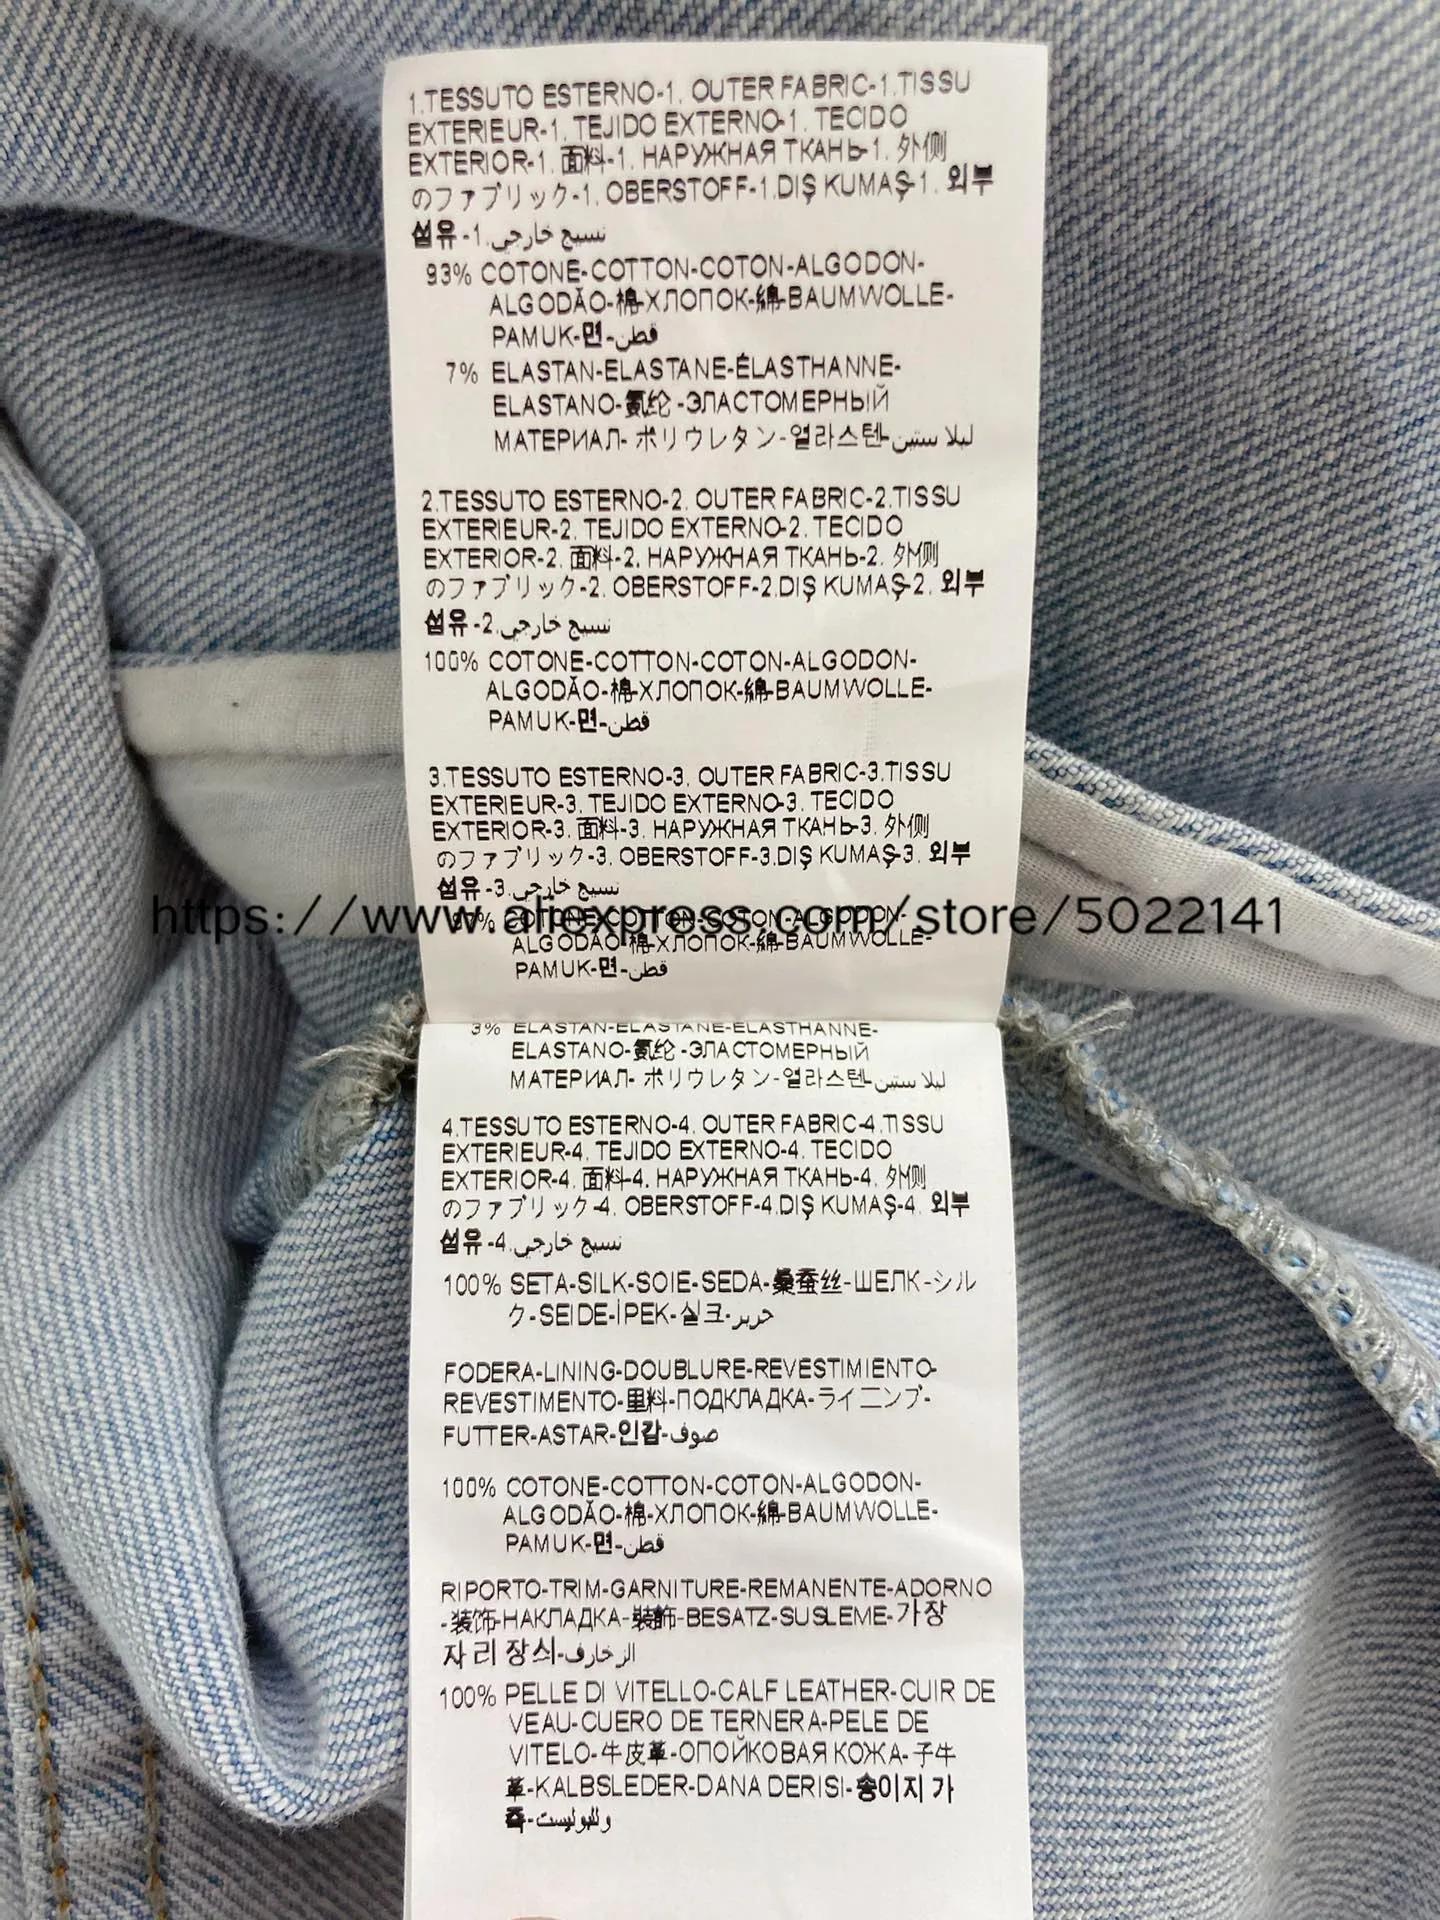 1.TESSUTO ESTERNO-1. OUTER FABRIC-1.TISSU
EXTERIEUR-1. TEJIDO EXTERNO-1. TECIDO
EXTERIOR-1. 面料-1. НАРУЖНАЯ ТКАНЬ-1. 外侧
のファブリック-1. OBERSTOFF-1.DIŞ KUMAŞ-1. 외부
섬유-1.نسيج خارجي
93% COTONE-COTTON-COTON-ALGODON-
ALGODÃO-棉-ХЛОПОК-綿-BAUMWOLLE-
PAMUK-면-قطن
7% ELASTAN-ELASTANE-ÉLASTHANNE-
ELASTANO-氨纶-ЭЛАСТОМЕРНЫЙ
МАТЕРИАЛ-ポリウレタン-엘라스텐-ليلا ستين
2.TESSUTO ESTERNO-2. OUTER FABRIC-2.TISSU
EXTERIEUR-2. TEJIDO EXTERNO-2. TECIDO
EXTERIOR-2. 面料-2. НАРУЖНАЯ ТКАНЬ-2. 外侧
のファブリック-2. OBERSTOFF-2.DIŞ KUMAŞ-2. 외부
섬유-2.نسيج خارجي
100% COTONE-COTTON-COTON-ALGODON-
ALGODÃO-棉-ХЛОПОК-綿-BAUMWOLLE-
PAMUK-면-قطن
3.TESSUTO ESTERNO-3. OUTER FABRIC-3.TISSU
EXTERIEUR-3. TEJIDO EXTERNO-3. TECIDO
EXTERIOR-3. 面料-3. НАРУЖНАЯ ТКАНЬ-3. 外侧
のファブリック-3. OBERSTOFF-3.DIŞ KUMAŞ-3. 외부
섬유-3.نسيج خارجي
https://www.aliexpress.com/store/5022141
97% COTONE-COTTON-COTON-ALGODON-
ALGODÃO-棉-ХЛОПОК-綿-BAUMWOLLE-
PAMUK-면-قطن
3% ELASTAN-ELASTANE-ELASTHANNE-
ELASTANO-氨纶-ЭЛАСТОМЕРНЫЙ
МАТЕРИАЛ-ポリウレタン-엘라스텐-ليلا ستين
4.TESSUTO ESTERNO-4. OUTER FABRIC-4.TISSU
EXTERIEUR-4. TEJIDO EXTERNO-4. TECIDO
EXTERIOR-4. 面料-4. НАРУЖНАЯ ТКАНЬ-4. 外侧
のファブリック-4. OBERSTOFF-4.DIŞ KUMAŞ-4. 외부
섬유-4.نسيج خارجي
100% SETA-SILK-SOIE-SEDA-桑蚕丝-ШЕЛК-シル
ク-SEIDE-İPEK-실크-حرير
FODERA-LINING-DOUBLURE-REVESTIMIENTO-
REVESTIMENTO-里料-ПОДКЛАДКА-ライニング-
FUTTER-ASTAR-인감-صوف
100% COTONE-COTTON-COTON-ALGODON-
ALGODÃO-棉-ХЛОПОК-綿-BAUMWOLLE-
PAMUK-면-قطن
RIPORTO-TRIM-GARNITURE-REMANENTE-ADORNO
-装饰-НАКЛАДКА-裝飾-BESATZ-SUSLEME-가장
자리 장식-الزخارف
100% PELLE DI VITELLO-CALF LEATHER-CUIR DE
VEAU-CUERO DE TERNERA-PELE DE
VITELO-牛皮革-ОПОЙКОВАЯ КОЖА-子牛
革-KALBSLEDER-DANA DERISI-송이지 가
죽-وللبوليست